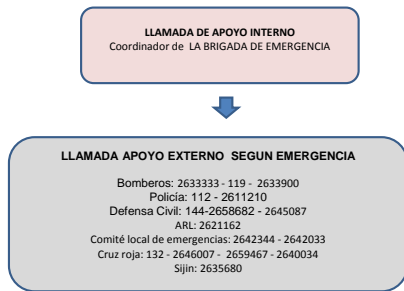 LLAMADA DE APOYO INTERNO
Coordinador de LA BRIGADA DE EMERGENCIA
LLAMADA APOYO EXTERNO SEGUN EMERGENCIA
Bomberos: 2633333 - 119 - 2633900
Policía: 112 - 2611210
Defensa Civil: 144-2658682 - 2645087
ARL: 2621162
Comité local de emergencias: 2642344 - 2642033
Cruz roja: 132 - 2646007 - 2659467 - 2640034
Sijin: 2635680